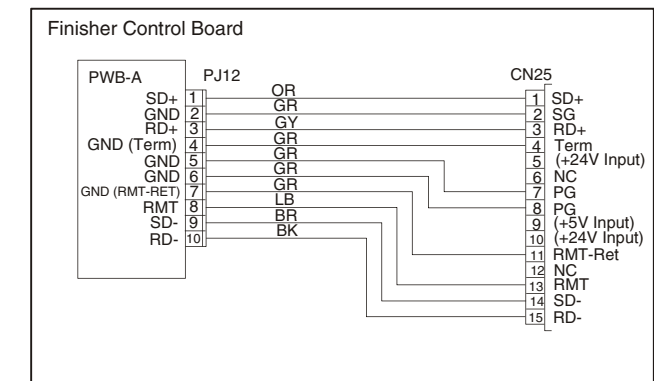 Finisher Control Board
PWB-A
PJ12
CN25
SD+ 1 OR 1 SD+
GND 2 GR 2 SG
RD+ 3 GY 3 RD+
GND (Term) 4 GR 4 Term
GND 5 GR 5 (+24V Input)
GND 6 GR 6 NC
GND (RMT-RET) 7 GR 7 PG
RMT 8 LB 8 PG
SD- 9 BR 9 (+5V Input)
RD- 10 BK 10 (+24V Input)
11 RMT-Ret
12 NC
13 RMT
14 SD-
15 RD-